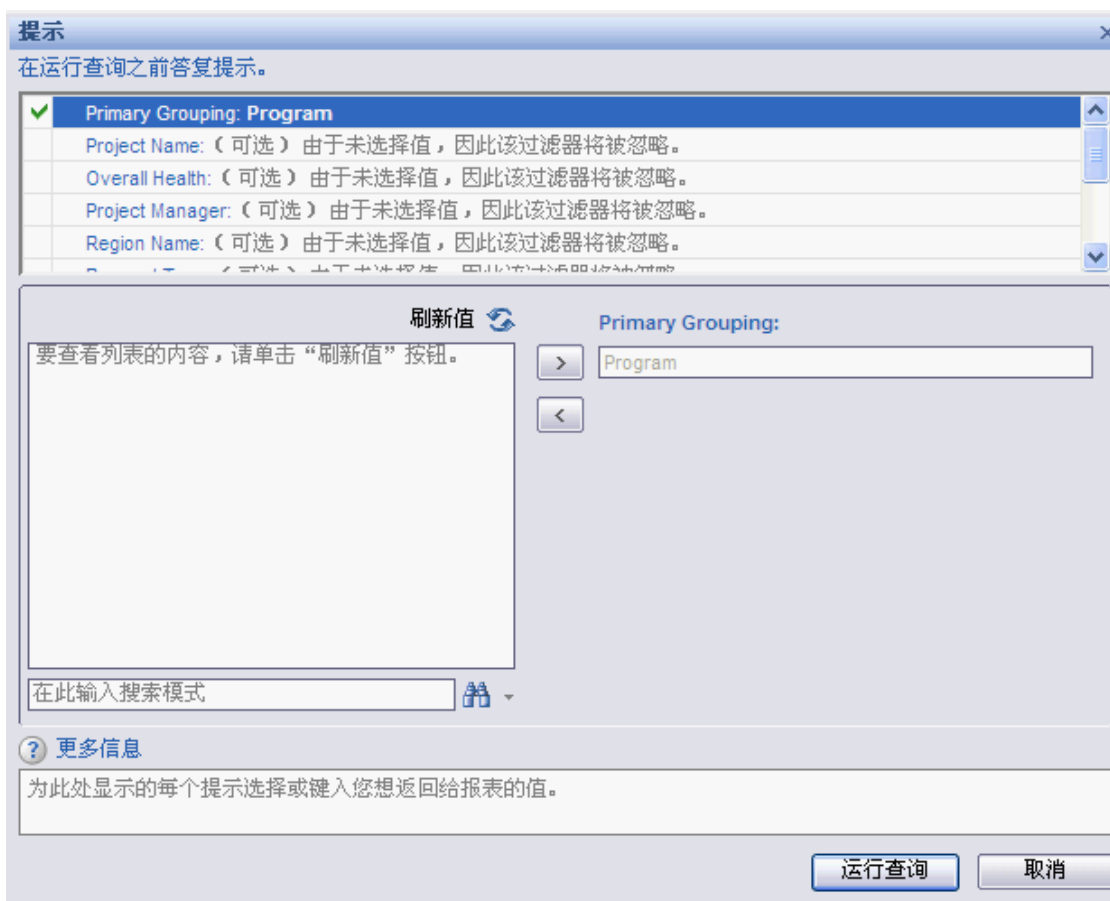 提示
在运行查询之前答复提示。
Primary Grouping: Program
Project Name:（可选）由于未选择值，因此该过滤器将被忽略。
Overall Health:（可选）由于未选择值，因此该过滤器将被忽略。
Project Manager:（可选）由于未选择值，因此该过滤器将被忽略。
Region Name:（可选）由于未选择值，因此该过滤器将被忽略。
刷新值
Primary Grouping:
要查看列表的内容，请单击“刷新值”按钮。
Program
在此输入搜索模式
更多信息
为此处显示的每个提示选择或键入您想返回给报表的值。
运行查询
取消